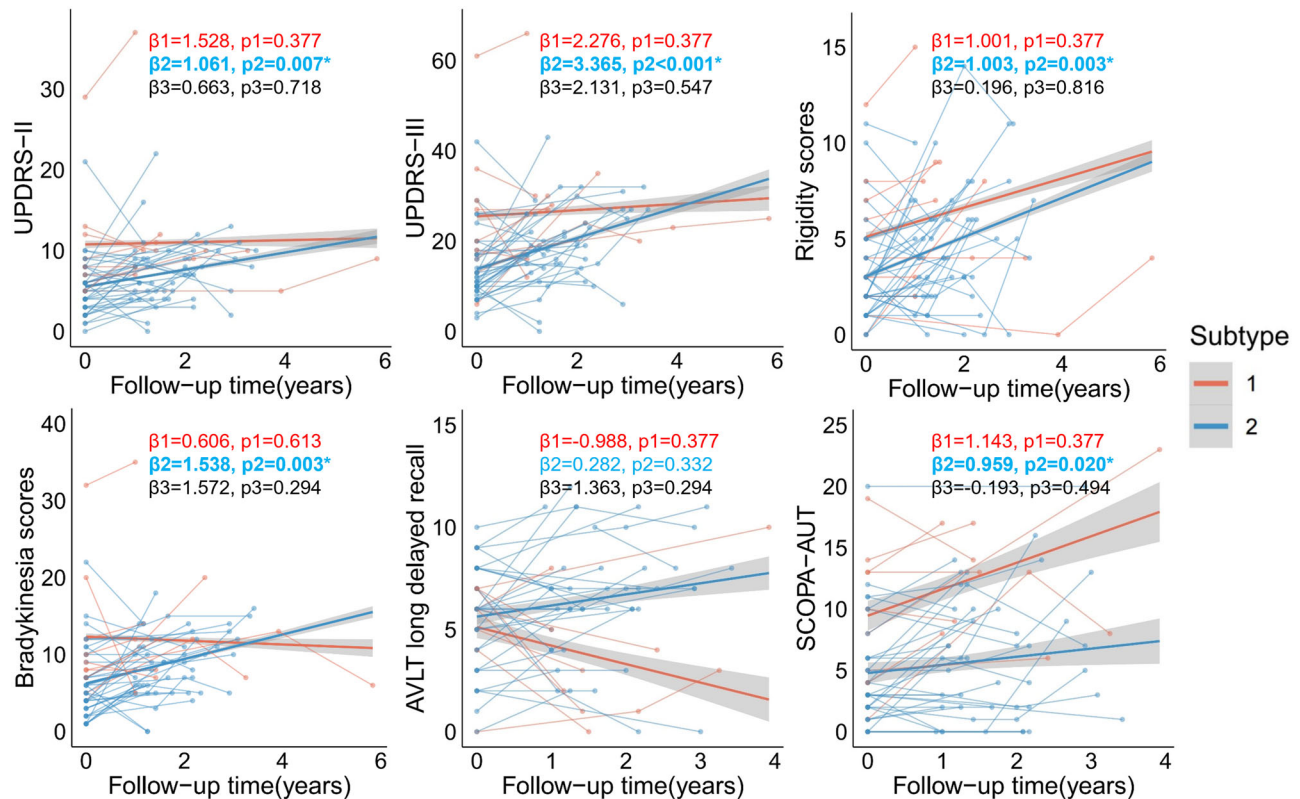 β1=1.528, p1=0.377
β2=1.061, p2=0.007*
β3=0.663, p3=0.718
UPDRS−II
30
20
10
0
0 2 4 6
Follow−up time(years)
β1=2.276, p1=0.377
β2=3.365, p2<0.001*
β3=2.131, p3=0.547
UPDRS−III
60
40
20
0
0 2 4 6
Follow−up time(years)
β1=1.001, p1=0.377
β2=1.003, p2=0.003*
β3=0.196, p3=0.816
Rigidity scores
15
10
5
0
0 2 4 6
Follow−up time(years)
Subtype
1
2
β1=0.606, p1=0.613
β2=1.538, p2=0.003*
β3=1.572, p3=0.294
Bradykinesia scores
40
30
20
10
0
0 2 4 6
Follow−up time(years)
β1=-0.988, p1=0.377
β2=0.282, p2=0.332
β3=1.363, p3=0.294
AVLT long delayed recall
15
10
5
0
0 1 2 3 4
Follow−up time(years)
β1=1.143, p1=0.377
β2=0.959, p2=0.020*
β3=-0.193, p3=0.494
SCOPA−AUT
25
20
15
10
5
0
0 1 2 3 4
Follow−up time(years)